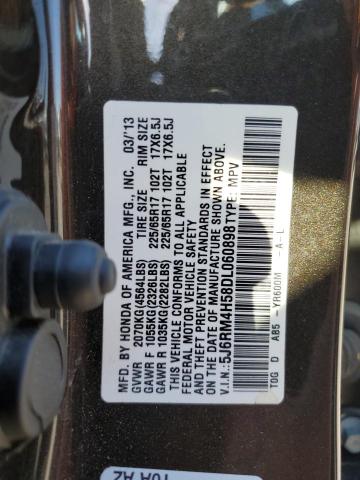 MFD. BY HONDA OF AMERICA MFG., INC. 03/'13
GVWR 2070KG(4564LBS) TIRE SIZE RIM SIZE
GAWR F 1055KG(2326LBS) 225/65R17 102T 17X6.5J
GAWR R 1035KG(2282LBS) 225/65R17 102T 17X6.5J
THIS VEHICLE CONFORMS TO ALL APPLICABLE
FEDERAL MOTOR VEHICLE SAFETY
AND THEFT PREVENTION STANDARDS IN EFFECT
ON THE DATE OF MANUFACTURE SHOWN ABOVE.
V.I.N:5J6RM4H58DL060898 TYPE: MPV
T0G D AB5 -YR600M -A-L